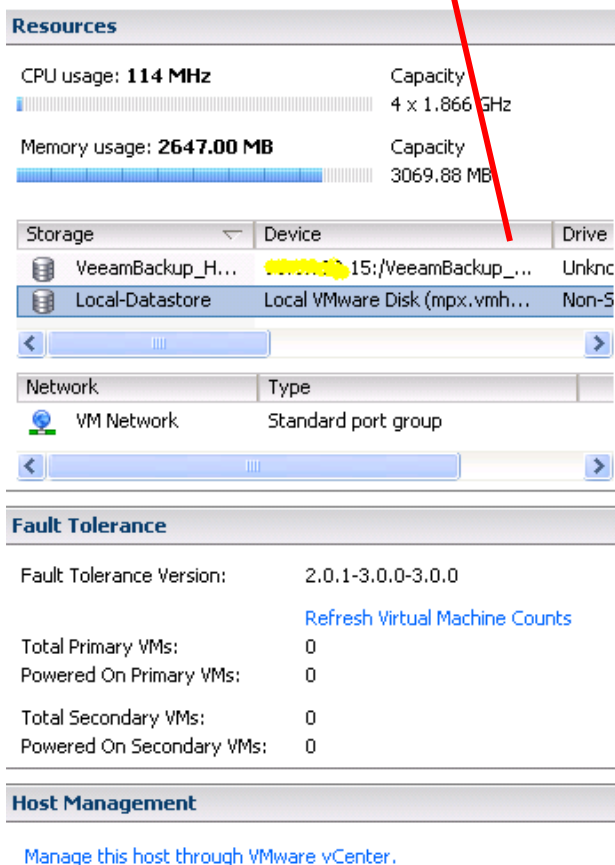 Resources
CPU usage: 114 MHz Capacity
4 x 1.866 GHz
Memory usage: 2647.00 MB Capacity
3069.88 MB
Storage Device Drive
VeeamBackup_H... 15:/VeeamBackup_... Unknc
Local-Datastore Local VMware Disk (mpx.vmh... Non-S
Network Type
VM Network Standard port group
Fault Tolerance
Fault Tolerance Version: 2.0.1-3.0.0-3.0.0
Refresh Virtual Machine Counts
Total Primary VMs: 0
Powered On Primary VMs: 0
Total Secondary VMs: 0
Powered On Secondary VMs: 0
Host Management
Manage this host through VMware vCenter.